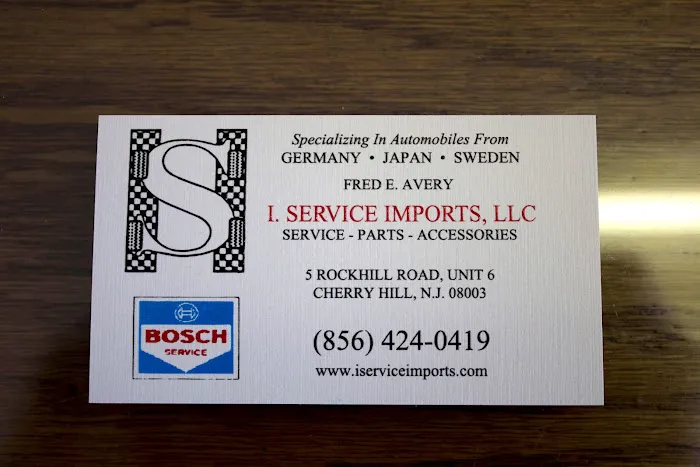 S
Specializing In Automobiles From
GERMANY • JAPAN • SWEDEN
FRED E. AVERY
I. SERVICE IMPORTS, LLC
SERVICE - PARTS - ACCESSORIES
5 ROCKHILL ROAD, UNIT 6
CHERRY HILL, N.J. 08003
(856) 424-0419
www.iserviceimports.com
BOSCH
SERVICE